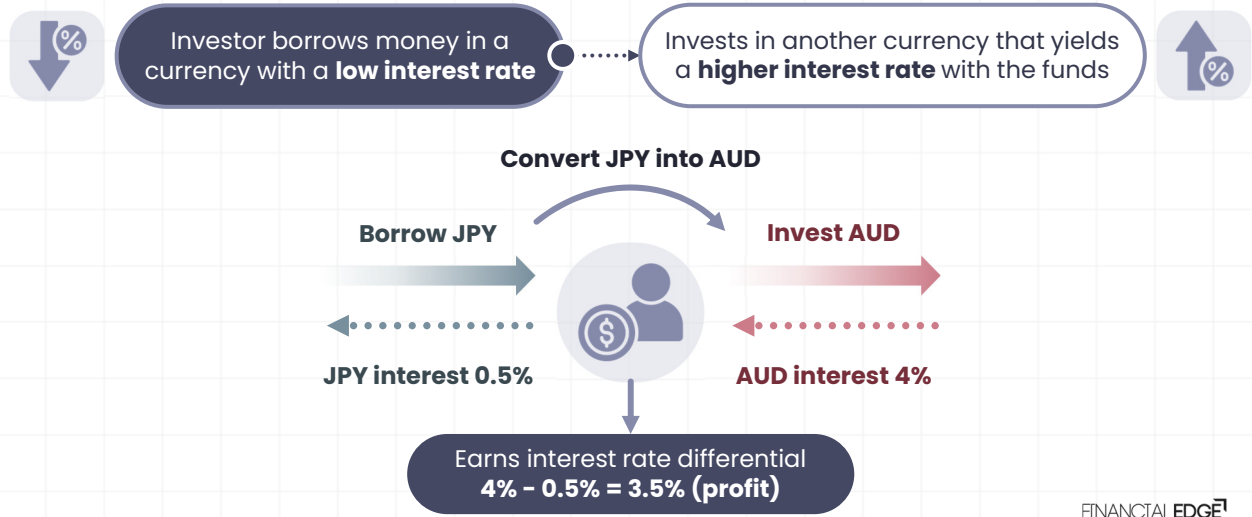 %
Investor borrows money in a
currency with a low interest rate
Invests in another currency that yields
a higher interest rate with the funds
%
Convert JPY into AUD
Borrow JPY
Invest AUD
$
JPY interest 0.5%
AUD interest 4%
Earns interest rate differential
4% - 0.5% = 3.5% (profit)
FINANCIAL EDGE